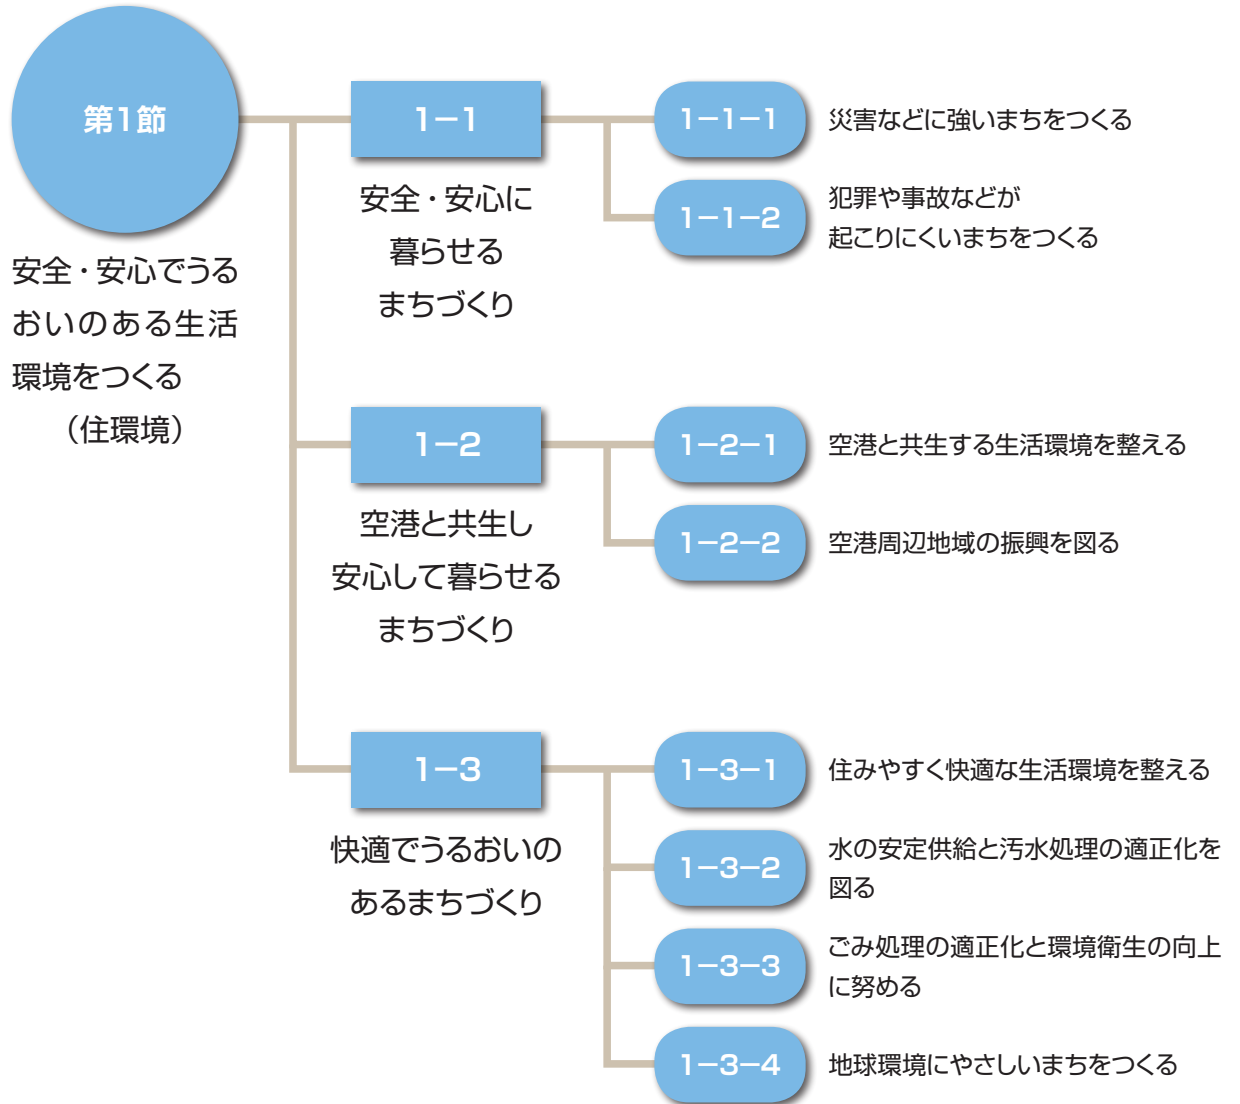 第1節
安全・安心でうる
おいのある生活
環境をつくる
（住環境）
1－1
安全・安心に
暮らせる
まちづくり
1－1－1
災害などに強いまちをつくる
1－1－2
犯罪や事故などが
起こりにくいまちをつくる
1－2
空港と共生し
安心して暮らせる
まちづくり
1－2－1
空港と共生する生活環境を整える
1－2－2
空港周辺地域の振興を図る
1－3
快適でうるおいの
あるまちづくり
1－3－1
住みやすく快適な生活環境を整える
1－3－2
水の安定供給と汚水処理の適正化を
図る
1－3－3
ごみ処理の適正化と環境衛生の向上
に努める
1－3－4
地球環境にやさしいまちをつくる